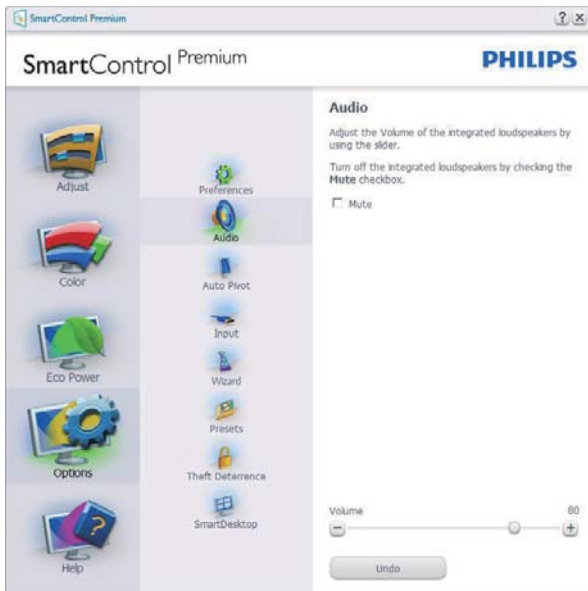 SmartControl Premium
SmartControl Premium
PHILIPS
Adjust
Color
Eco Power
Options
Help
Preferences
Audio
Auto Pivot
Input
Wizard
Presets
Theft Deterrence
SmartDesktop
Audio
Adjust the Volume of the integrated loudspeakers by
using the slider.
Turn off the integrated loudspeakers by checking the
Mute checkbox.
Mute
Volume 80
Undo